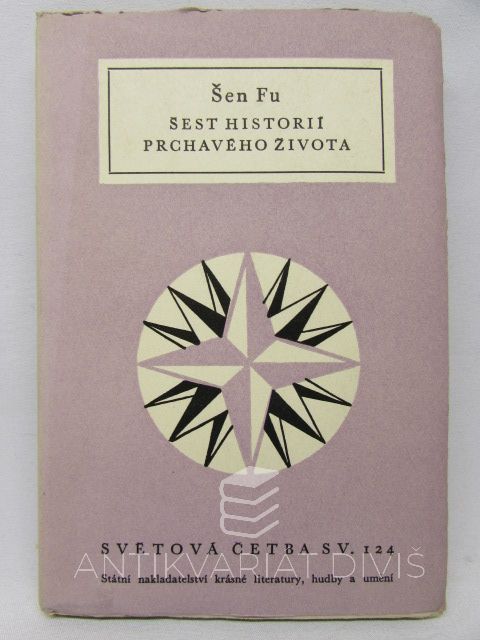 Šen Fu
ŠEST HISTORIÍ
PRCHAVÉHO ŽIVOTA
SVĚTOVÁ ČETBA SV. 124
ANTIKVARIÁT DIVIŠ
Státní nakladatelství krásné literatury, hudby a umění